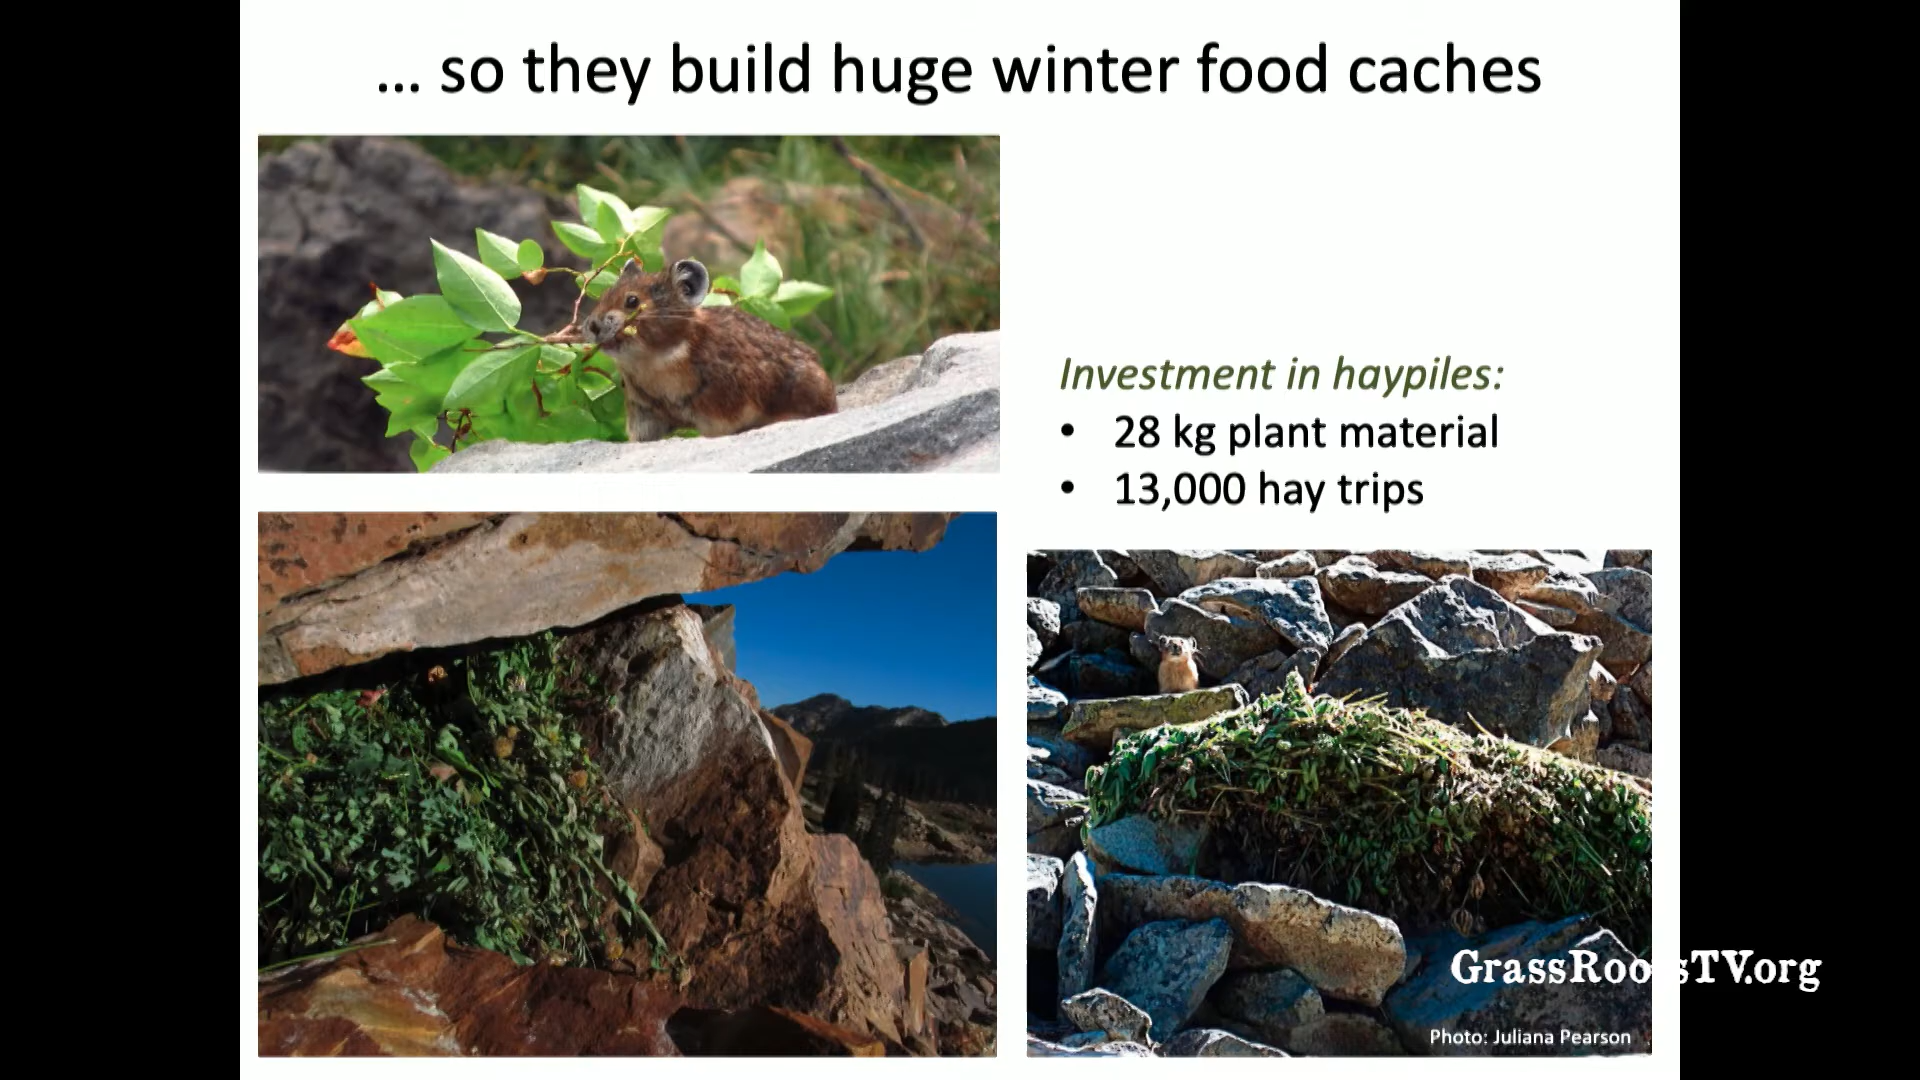 ... so they build huge winter food caches
Investment in haypiles:
• 28 kg plant material
• 13,000 hay trips
GrassRootsTV.org
Photo: Juliana Pearson